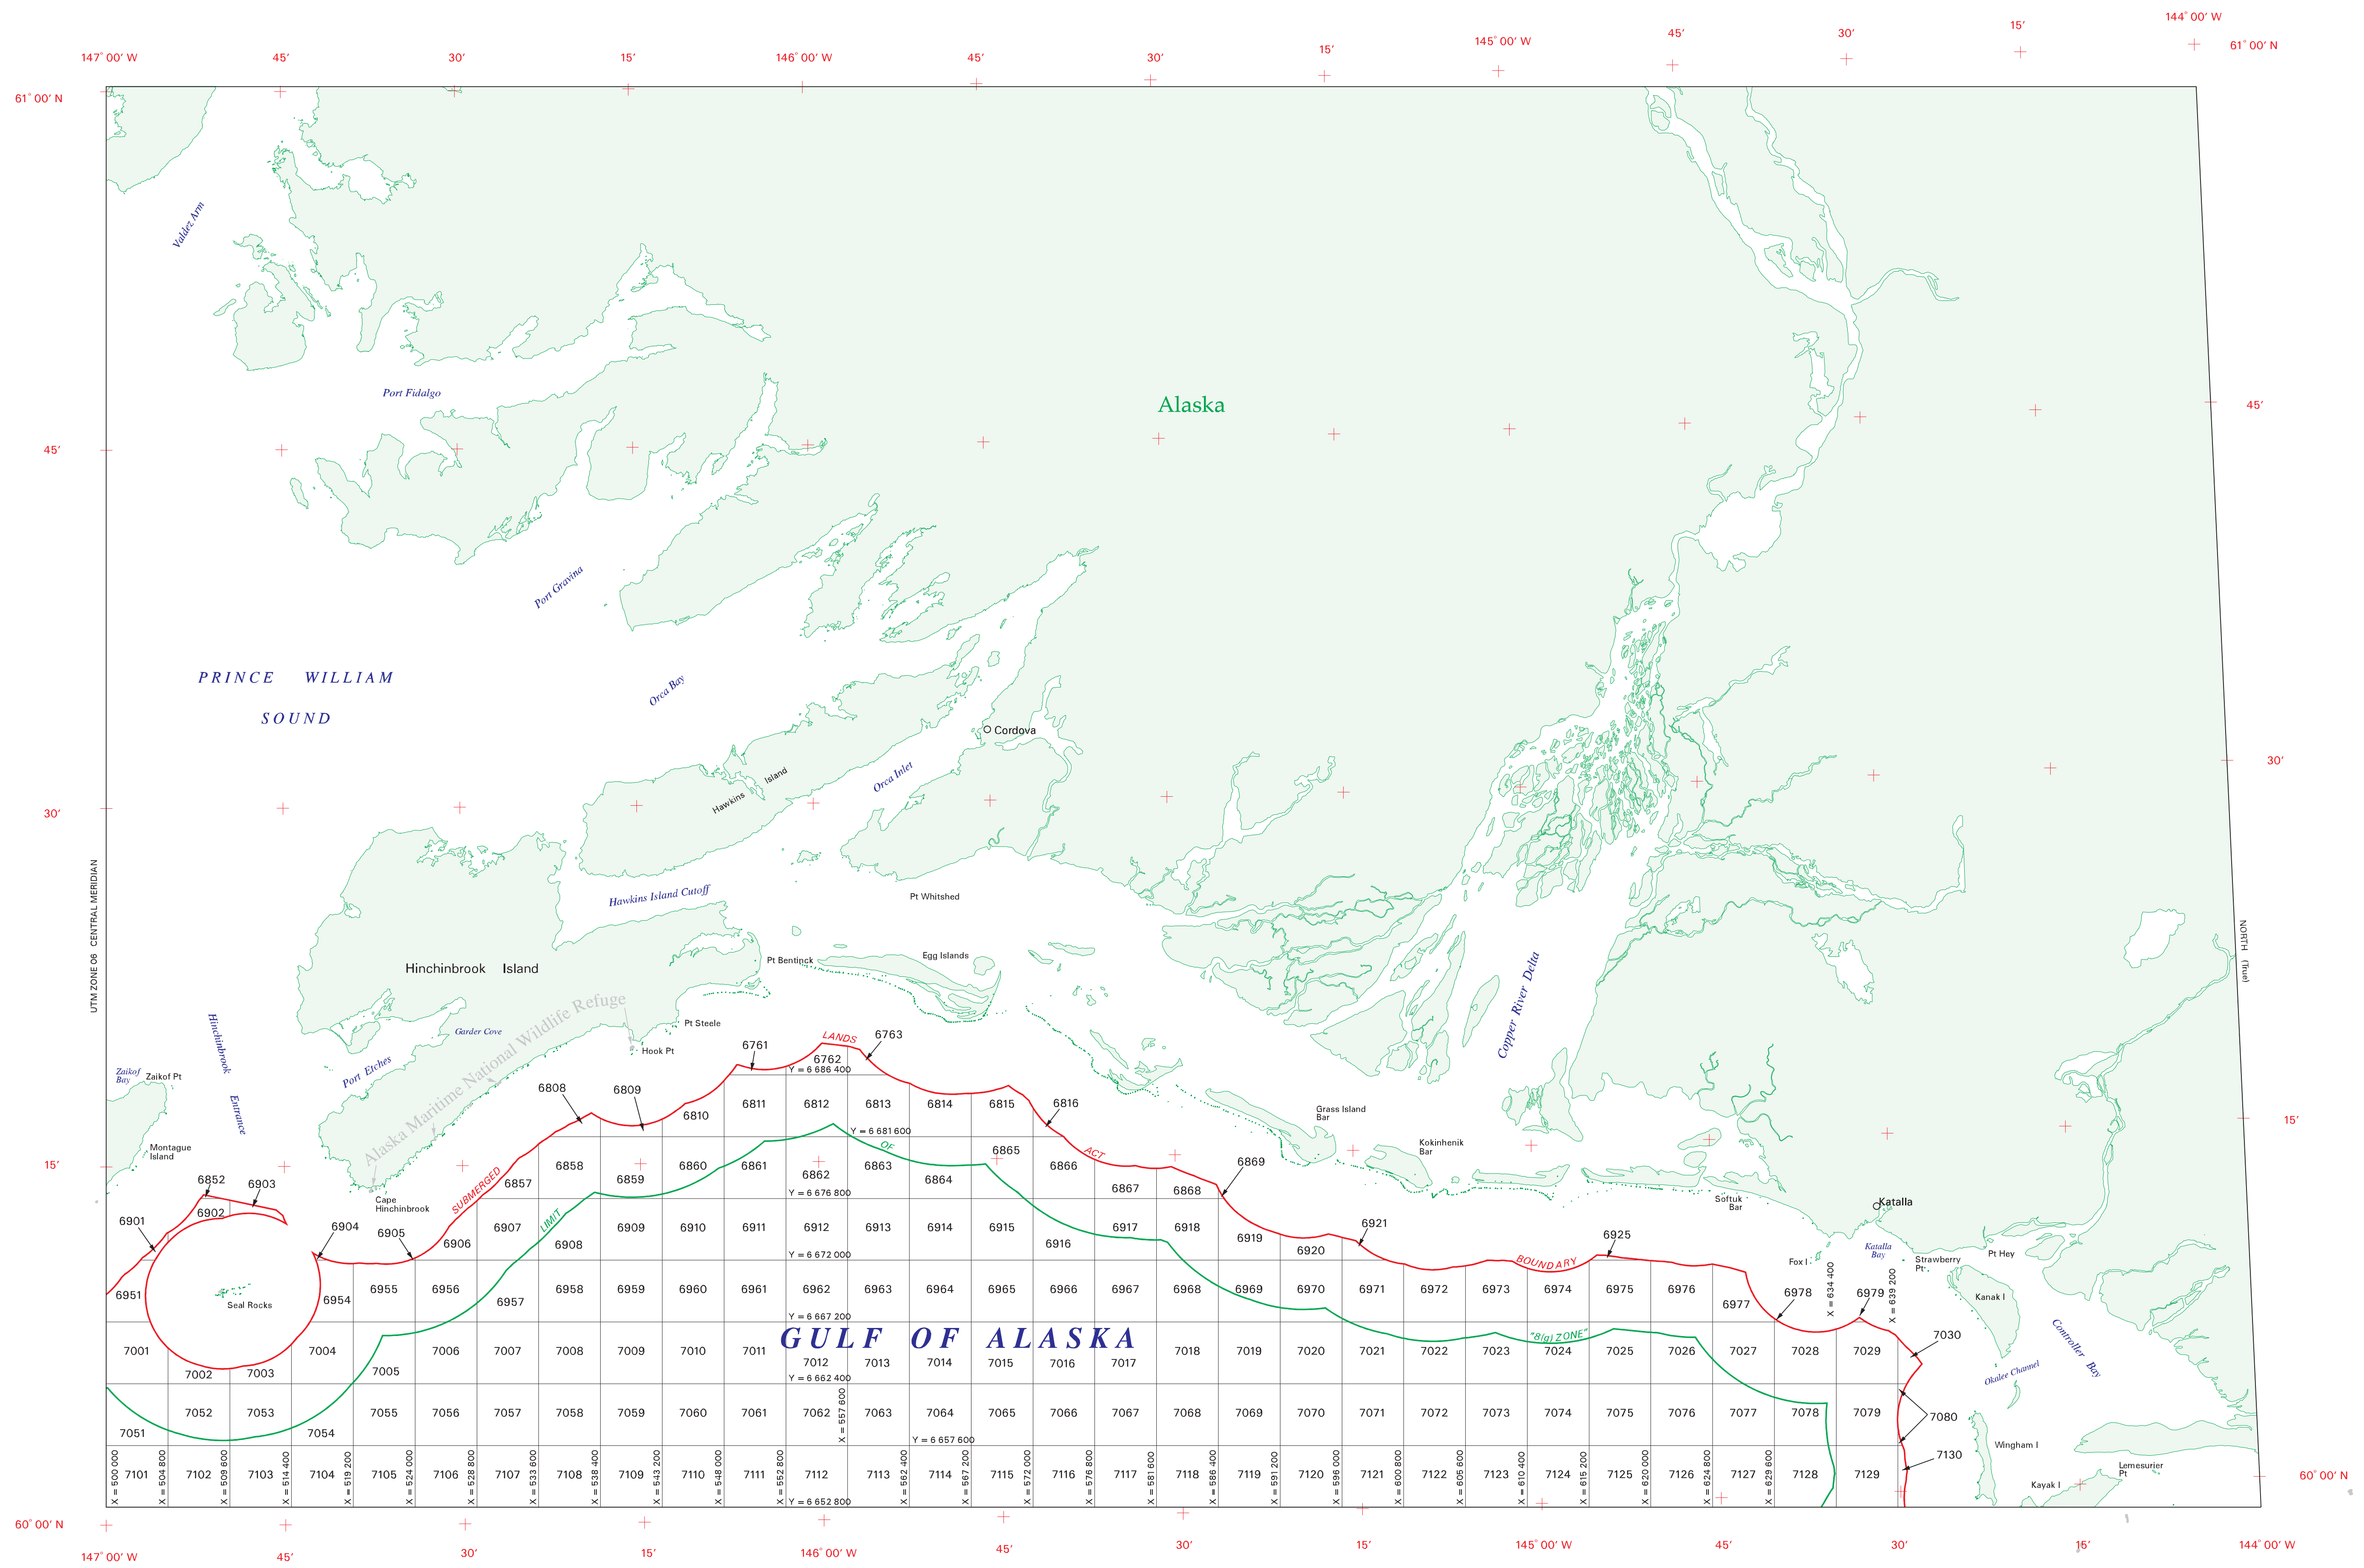 144° 00′ W
15′
30′
45′
145° 00′ W
15′
30′
45′
146° 00′ W
15′
30′
45′
147° 00′ W
61° 00′ N
61° 00′ N
Valdez Arm
Port Fidalgo
Alaska
45′
45′
Port Gravina
PRINCE WILLIAM
SOUND
Orca Bay
Cordova
Orca Inlet
Hawkins Island
30′
30′
UTM ZONE 06 CENTRAL MERIDIAN
NORTH (True)
Hawkins Island Cutoff
Pt Whitshed
Hinchinbrook Island
Pt Bentinck
Egg Islands
Copper River Delta
Alaska Maritime National Wildlife Refuge
Garder Cove
Port Etches
Pt Steele
Hook Pt
Hinchinbrook Entrance
Zaikof
Bay
Zaikof Pt
Montague
Island
Cape
Hinchinbrook
Grass Island
Bar
Kokinhenik
Bar
Softuk
Bar
Katalla
Katalla
Bay
Fox I
Strawberry
Pt
Pt Hey
Kanak I
Controller Bay
Okalee Channel
Wingham I
Kayak I
Lemesurier
Pt
Seal Rocks
15′
15′
SUBMERGED LANDS ACT BOUNDARY
LIMIT OF "8(g) ZONE"
GULF OF ALASKA
6761 6762 6763
Y = 6 686 400
6808 6809 6810 6811 6812 6813 6814 6815 6816
Y = 6 681 600
6852 6857 6858 6859 6860 6861 6862 6863 6864 6865 6866 6867 6868 6869
Y = 6 676 800
6901 6902 6903 6904 6905 6906 6907 6908 6909 6910 6911 6912 6913 6914 6915 6916 6917 6918 6919 6920 6921 6925
Y = 6 672 000
6951 6954 6955 6956 6957 6958 6959 6960 6961 6962 6963 6964 6965 6966 6967 6968 6969 6970 6971 6972 6973 6974 6975 6976 6977 6978 6979
Y = 6 667 200
7001 7002 7003 7004 7005 7006 7007 7008 7009 7010 7011 7012 7013 7014 7015 7016 7017 7018 7019 7020 7021 7022 7023 7024 7025 7026 7027 7028 7029 7030
Y = 6 662 400
7051 7052 7053 7054 7055 7056 7057 7058 7059 7060 7061 7062 7063 7064 7065 7066 7067 7068 7069 7070 7071 7072 7073 7074 7075 7076 7077 7078 7079 7080
Y = 6 657 600
7101 7102 7103 7104 7105 7106 7107 7108 7109 7110 7111 7112 7113 7114 7115 7116 7117 7118 7119 7120 7121 7122 7123 7124 7125 7126 7127 7128 7129 7130
Y = 6 652 800
X = 500 000
X = 504 800
X = 509 600
X = 514 400
X = 519 200
X = 524 000
X = 528 800
X = 533 600
X = 538 400
X = 543 200
X = 548 000
X = 552 800
X = 557 600
X = 562 400
X = 567 200
X = 572 000
X = 576 800
X = 581 600
X = 586 400
X = 591 200
X = 596 000
X = 600 800
X = 605 600
X = 610 400
X = 615 200
X = 620 000
X = 624 800
X = 629 600
X = 634 400
X = 639 200
60° 00′ N
60° 00′ N
147° 00′ W
45′
30′
15′
146° 00′ W
45′
30′
15′
145° 00′ W
45′
30′
15′
144° 00′ W